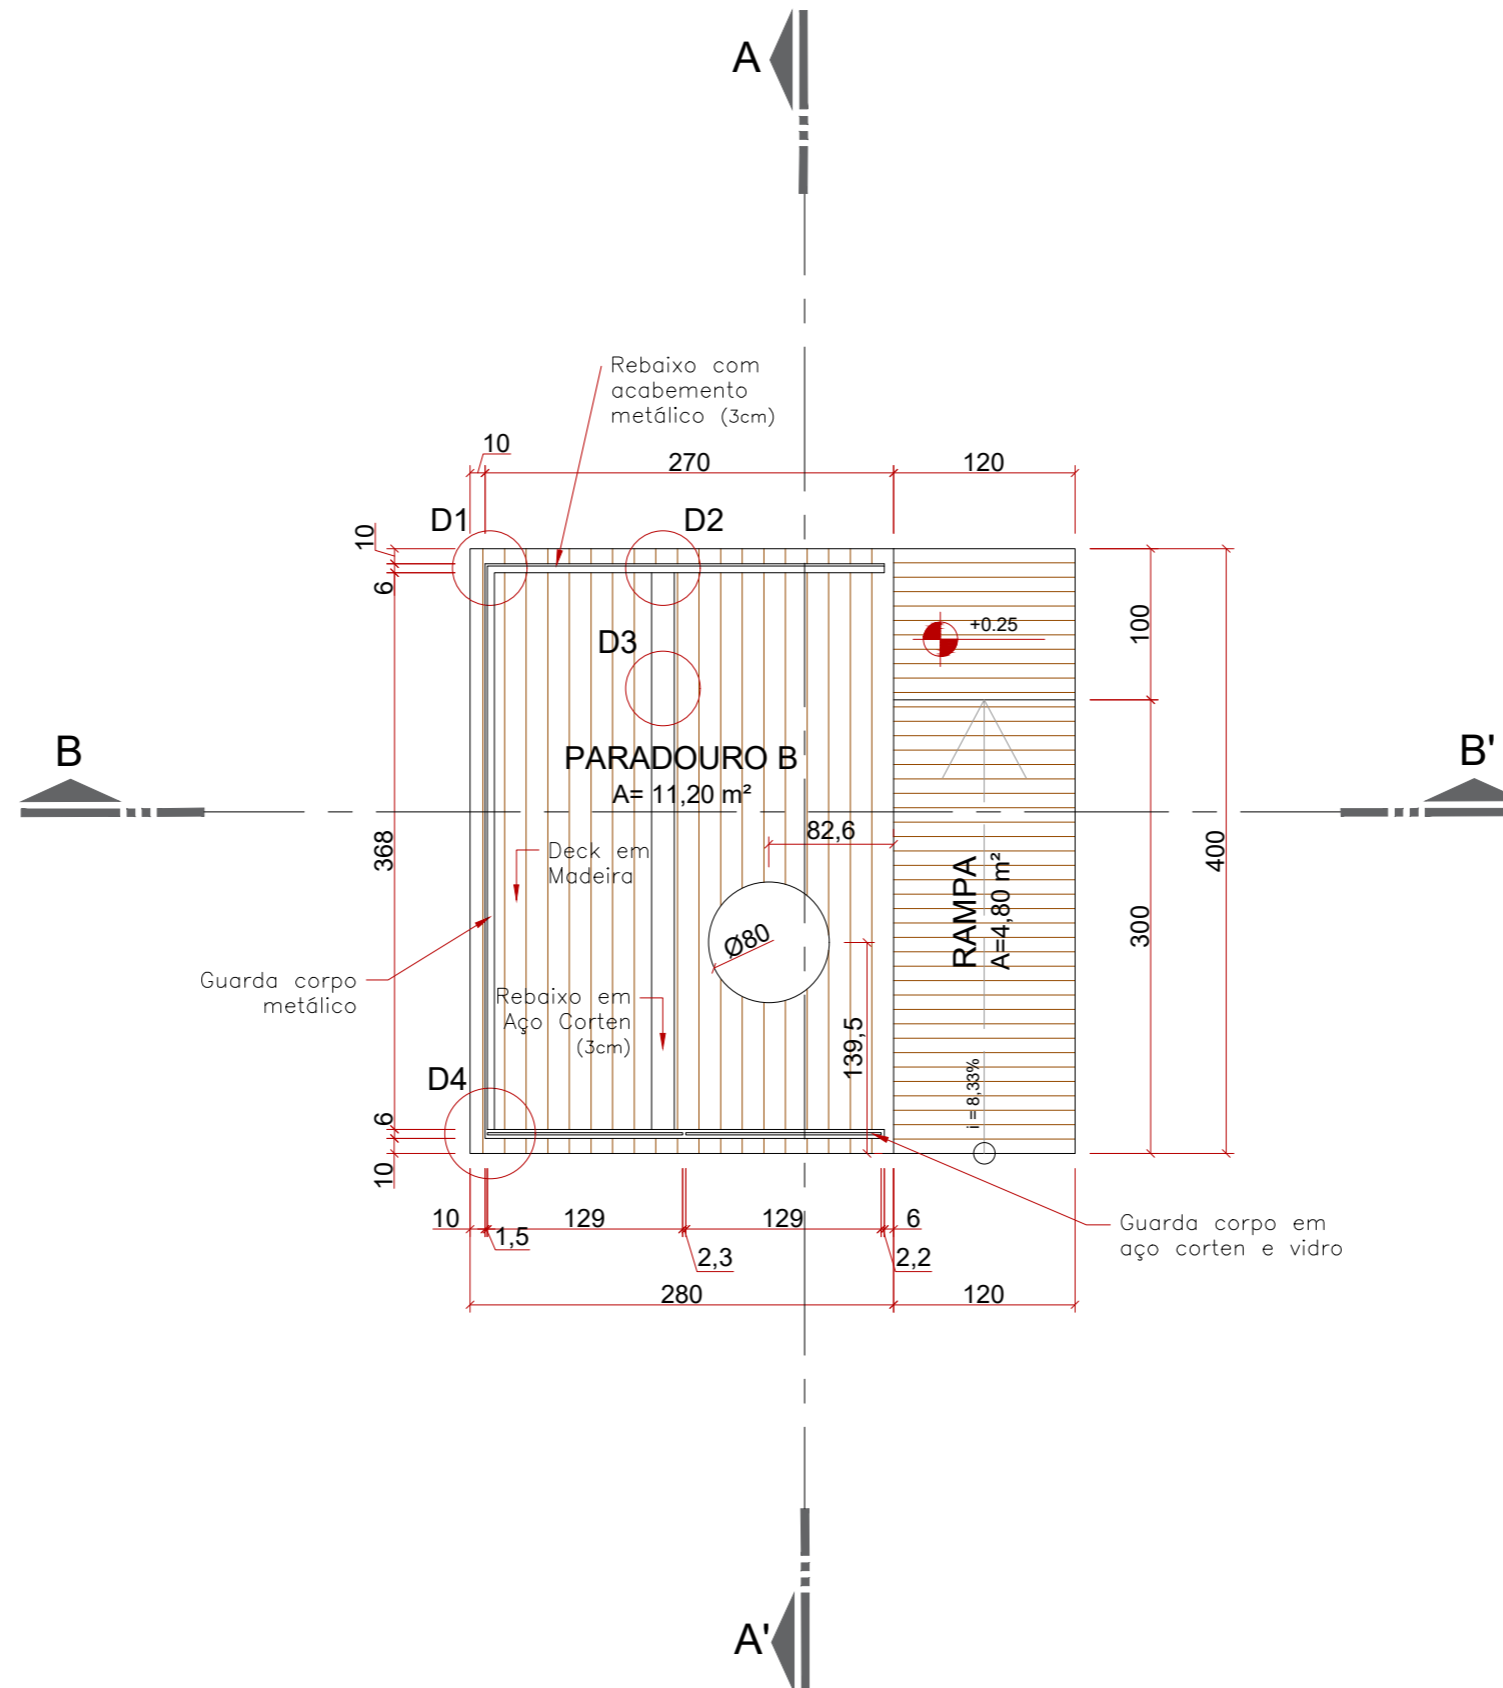 A
Rebaixo com
acabemento
metálico (3cm)
10
270
120
D1
D2
10
6
D3
+0.25
100
PARADOURO B
A= 11,20 m²
B
B'
82,6
368
Deck em
Madeira
400
RAMPA
A=4,80 m²
300
Ø80
Guarda corpo
metálico
Rebaixo em
Aço Corten
(3cm)
139,5
i = 8,33%
D4
6
10
10
1,5
129
2,3
129
2,2
6
Guarda corpo em
aço corten e vidro
280
120
A'